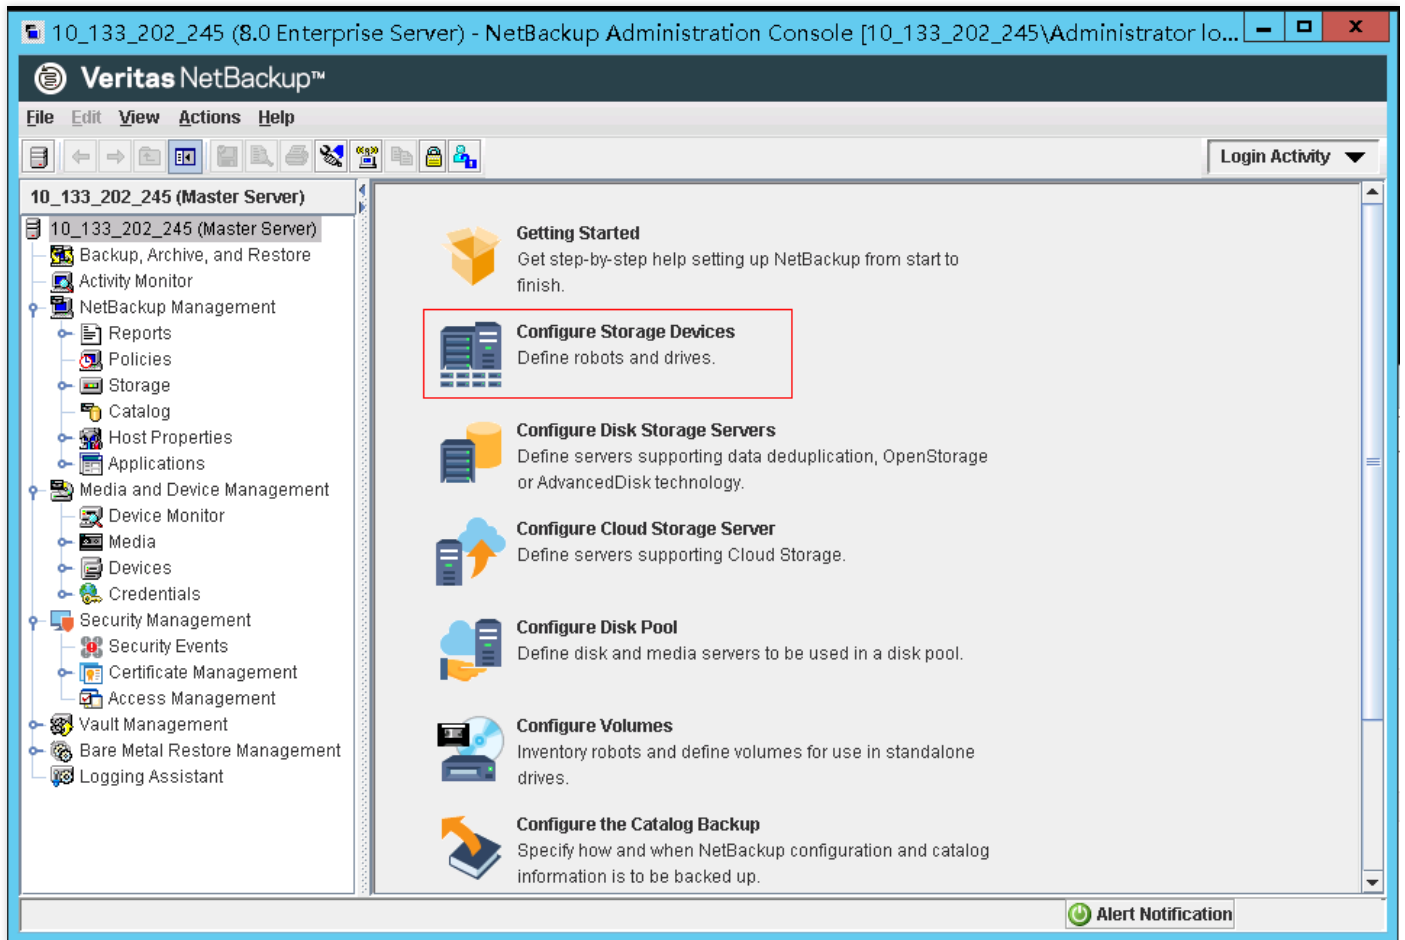 10_133_202_245 (8.0 Enterprise Server) - NetBackup Administration Console [10_133_202_245\Administrator lo...
Veritas NetBackup™
File Edit View Actions Help
Login Activity
10_133_202_245 (Master Server)
10_133_202_245 (Master Server)
Backup, Archive, and Restore
Activity Monitor
NetBackup Management
Reports
Policies
Storage
Catalog
Host Properties
Applications
Media and Device Management
Device Monitor
Media
Devices
Credentials
Security Management
Security Events
Certificate Management
Access Management
Vault Management
Bare Metal Restore Management
Logging Assistant
Getting Started
Get step-by-step help setting up NetBackup from start to
finish.
Configure Storage Devices
Define robots and drives.
Configure Disk Storage Servers
Define servers supporting data deduplication, OpenStorage
or AdvancedDisk technology.
Configure Cloud Storage Server
Define servers supporting Cloud Storage.
Configure Disk Pool
Define disk and media servers to be used in a disk pool.
Configure Volumes
Inventory robots and define volumes for use in standalone
drives.
Configure the Catalog Backup
Specify how and when NetBackup configuration and catalog
information is to be backed up.
Alert Notification